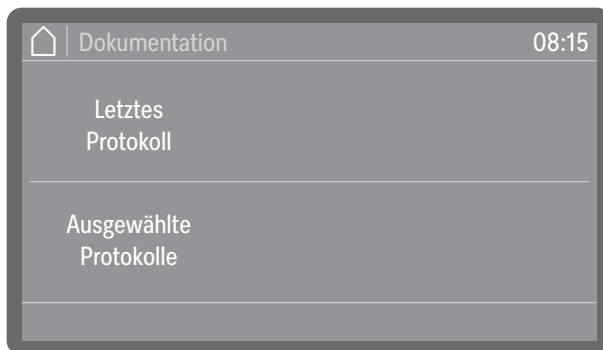 Dokumentation 08:15
Letztes
Protokoll
Ausgewählte
Protokolle